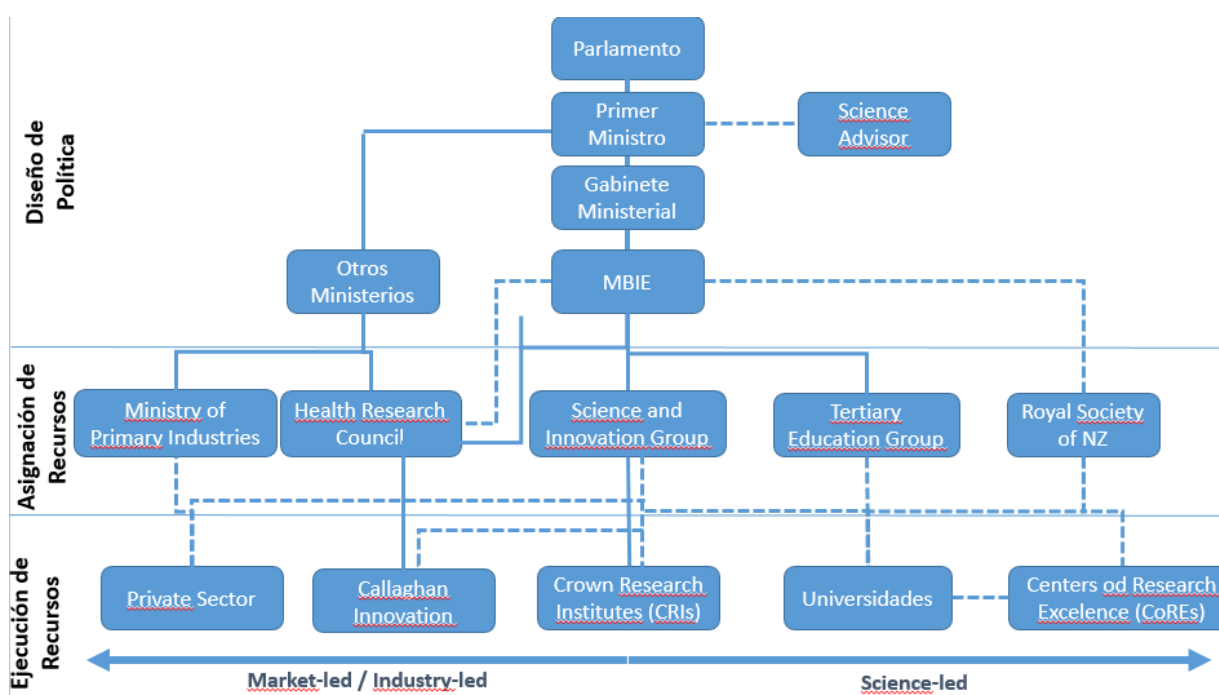 Parlamento
Primer
Ministro
Science
Advisor
Diseño de
Política
Gabinete
Ministerial
Otros
Ministerios
MBIE
Asignación de
Recursos
Ministry of
Primary Industries
Health Research
Council
Science and
Innovation Group
Tertiary
Education Group
Royal Society
of NZ
Ejecución de
Recursos
Private Sector
Callaghan
Innovation
Crown Research
Institutes (CRIs)
Universidades
Centers od Research
Excelence (CoREs)
Market-led / Industry-led
Science-led